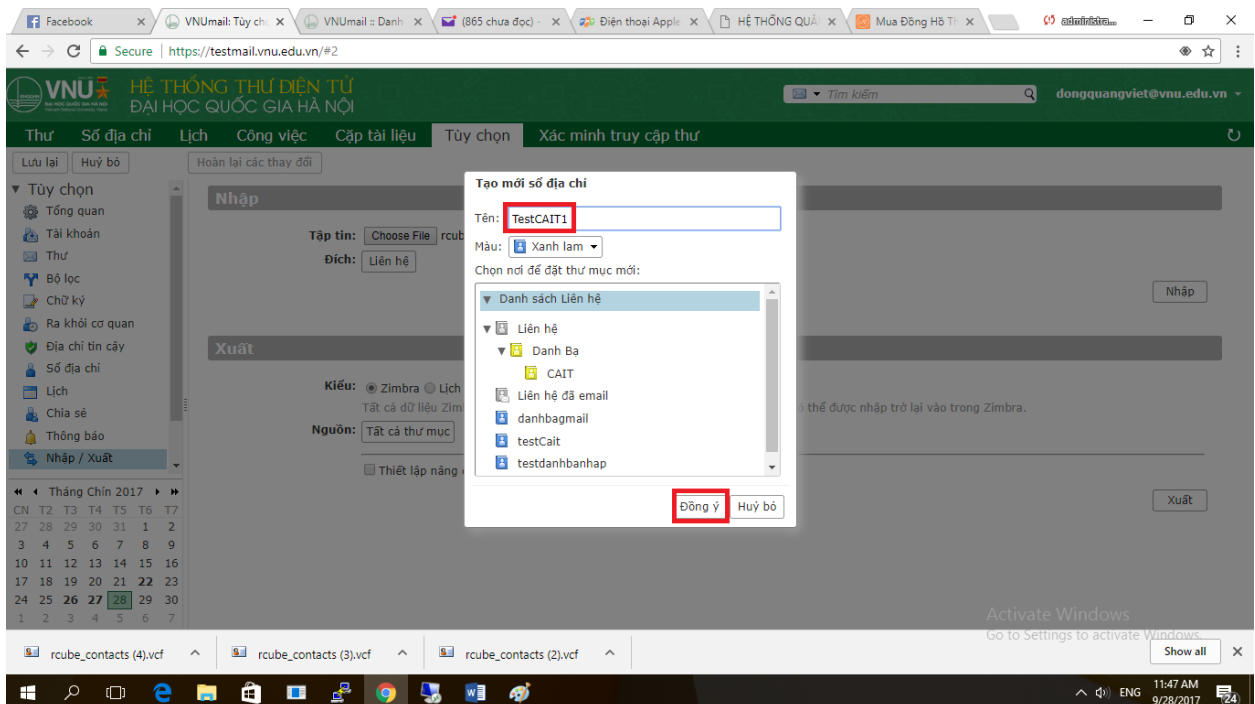 Facebook
VNUmail: Tùy chọ
VNUmail :: Danh
(865 chưa đọc) -
Điện thoại Apple
HỆ THỐNG QUẢ
Mua Đồng Hồ Th
Secure https://testmail.vnu.edu.vn/#2
VNU
ĐẠI HỌC QUỐC GIA HÀ NỘI
HỆ THỐNG THƯ ĐIỆN TỬ
ĐẠI HỌC QUỐC GIA HÀ NỘI
Tìm kiếm
dongquangviet@vnu.edu.vn
Thư Sổ địa chỉ Lịch Công việc Cặp tài liệu Tùy chọn Xác minh truy cập thư
Lưu lại Huỷ bỏ Hoàn lại các thay đổi
Tùy chọn
Tổng quan
Tài khoản
Thư
Bộ lọc
Chữ ký
Ra khỏi cơ quan
Địa chỉ tin cậy
Sổ địa chỉ
Lịch
Chia sẻ
Thông báo
Nhập / Xuất
Tháng Chín 2017
CN T2 T3 T4 T5 T6 T7
27 28 29 30 31 1 2
3 4 5 6 7 8 9
10 11 12 13 14 15 16
17 18 19 20 21 22 23
24 25 26 27 28 29 30
1 2 3 4 5 6 7
Nhập
Tập tin: Choose File rcub
Đích: Liên hệ
Nhập
Xuất
Kiểu: Zimbra Lịch
Tất cả dữ liệu Zim
thể được nhập trở lại vào trong Zimbra.
Nguồn: Tất cả thư mục
Thiết lập nâng
Xuất
Tạo mới sổ địa chỉ
Tên: TestCAIT1
Màu: Xanh lam
Chọn nơi để đặt thư mục mới:
Danh sách Liên hệ
Liên hệ
Danh Bạ
CAIT
Liên hệ đã email
danhbagmail
testCait
testdanhbanhap
Đồng ý Huỷ bỏ
Activate Windows
Go to Settings to activate Windows.
rcube_contacts (4).vcf
rcube_contacts (3).vcf
rcube_contacts (2).vcf
Show all
ENG
11:47 AM
9/28/2017
24